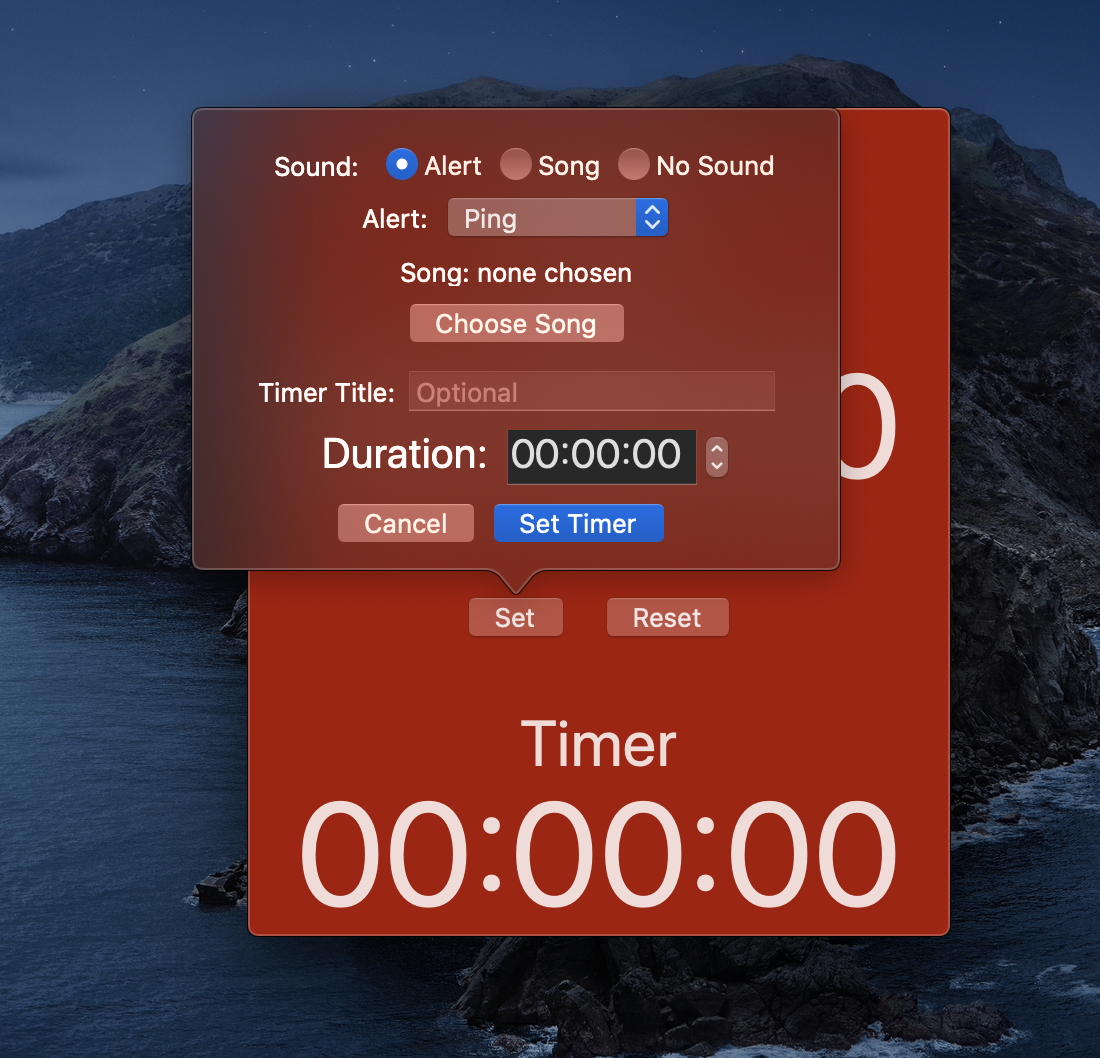 Sound: Alert Song No Sound
Alert: Ping
Song: none chosen
Choose Song
Timer Title: Optional
Duration: 00:00:00
Cancel Set Timer
0
Set Reset
Timer
00:00:00